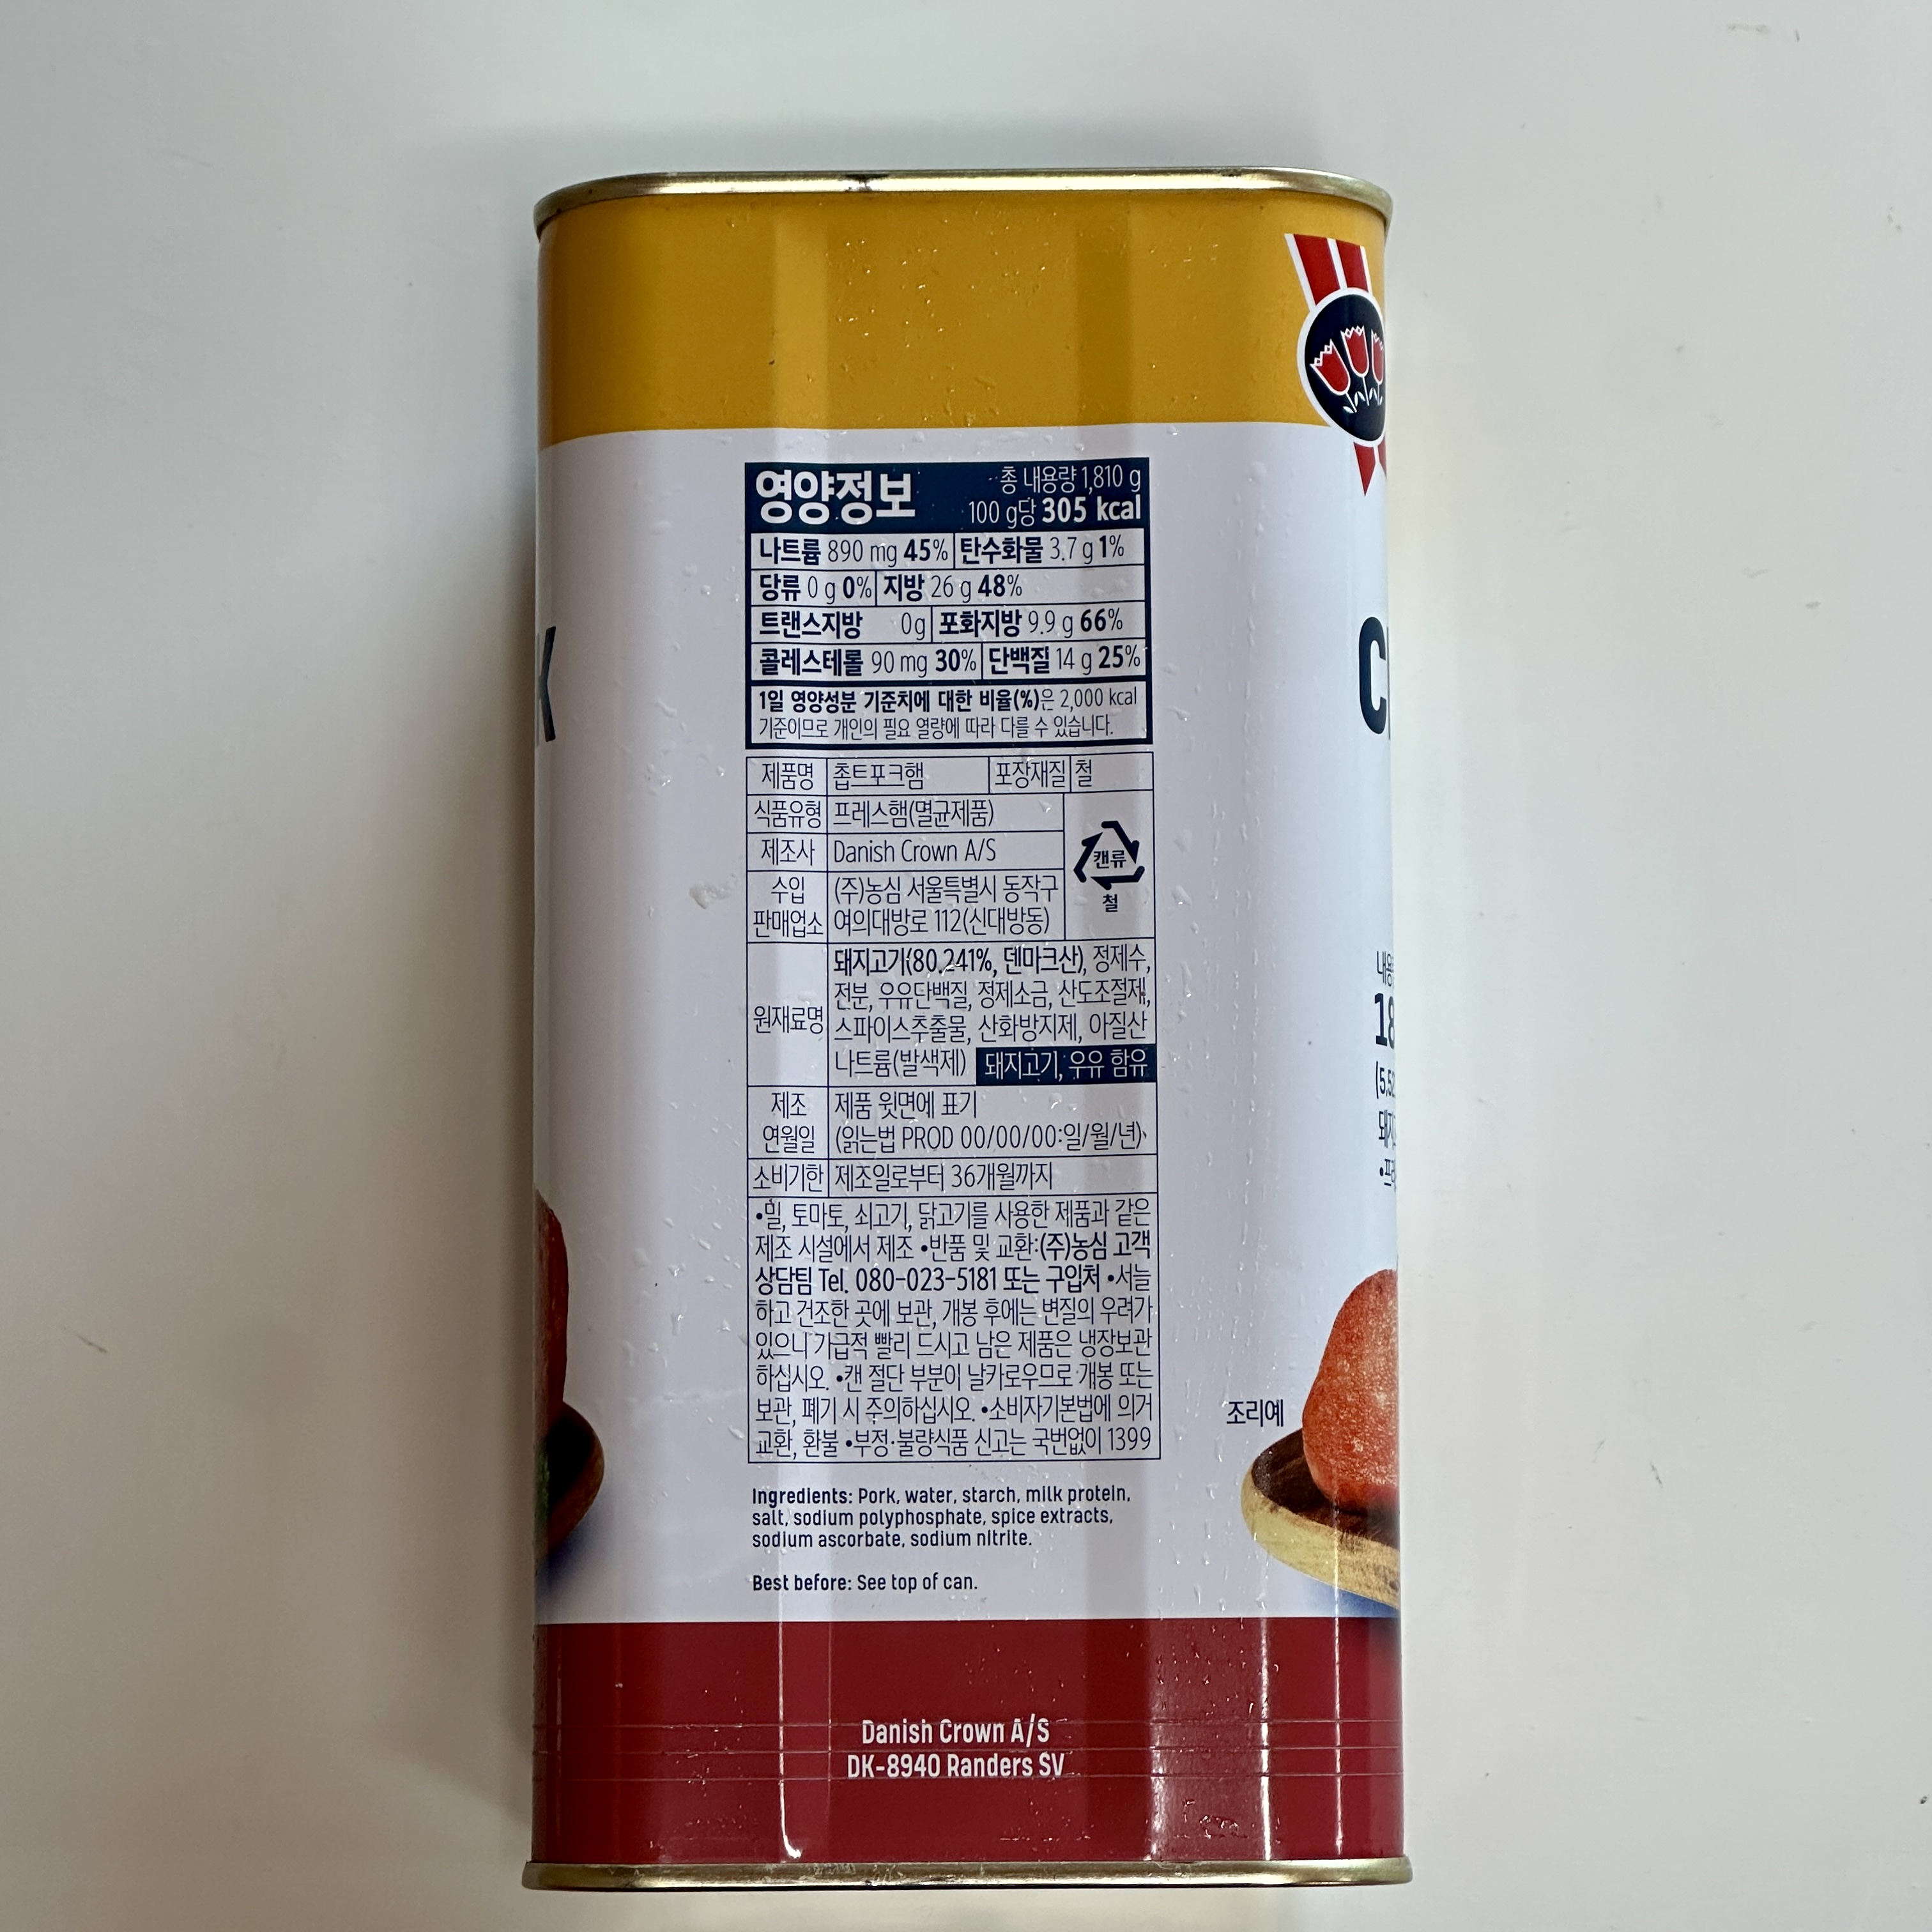 영양정보
총 내용량 1,810 g
100 g당 305 kcal
나트륨 890 mg 45% 탄수화물 3.7 g 1%
당류 0 g 0% 지방 26 g 48%
트랜스지방 0g 포화지방 9.9 g 66%
콜레스테롤 90 mg 30% 단백질 14 g 25%
1일 영양성분 기준치에 대한 비율(%)은 2,000 kcal
기준이므로 개인의 필요 열량에 따라 다를 수 있습니다.
제품명 촙트포크햄 포장재질 철
식품유형 프레스햄(멸균제품)
제조사 Danish Crown A/S
캔류
철
수입 (주)농심 서울특별시 동작구
판매업소 여의대방로 112(신대방동)
돼지고기(80.241%, 덴마크산), 정제수,
전분, 우유단백질, 정제소금, 산도조절제,
원재료명 스파이스추출물, 산화방지제, 아질산
나트륨(발색제) 돼지고기, 우유 함유
제조 제품 윗면에 표기
연월일 (읽는법 PROD 00/00/00:일/월/년)
소비기한 제조일로부터 36개월까지
•밀, 토마토, 쇠고기, 닭고기를 사용한 제품과 같은
제조 시설에서 제조 •반품 및 교환:(주)농심 고객
상담팀 Tel. 080-023-5181 또는 구입처 •서늘
하고 건조한 곳에 보관, 개봉 후에는 변질의 우려가
있으니 가급적 빨리 드시고 남은 제품은 냉장보관
하십시오. •캔 절단 부분이 날카로우므로 개봉 또는
보관, 폐기 시 주의하십시오. •소비자기본법에 의거
교환, 환불 •부정·불량식품 신고는 국번없이 1399
조리예
Ingredients: Pork, water, starch, milk protein,
salt, sodium polyphosphate, spice extracts,
sodium ascorbate, sodium nitrite.
Best before: See top of can.
Danish Crown A/S
DK-8940 Randers SV